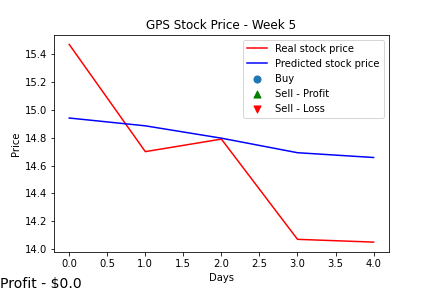 GPS Stock Price - Week 5
Real stock price
Predicted stock price
Buy
Sell - Profit
Sell - Loss
Price
15.4
15.2
15.0
14.8
14.6
14.4
14.2
14.0
0.0 0.5 1.0 1.5 2.0 2.5 3.0 3.5 4.0
Days
Profit - $0.0